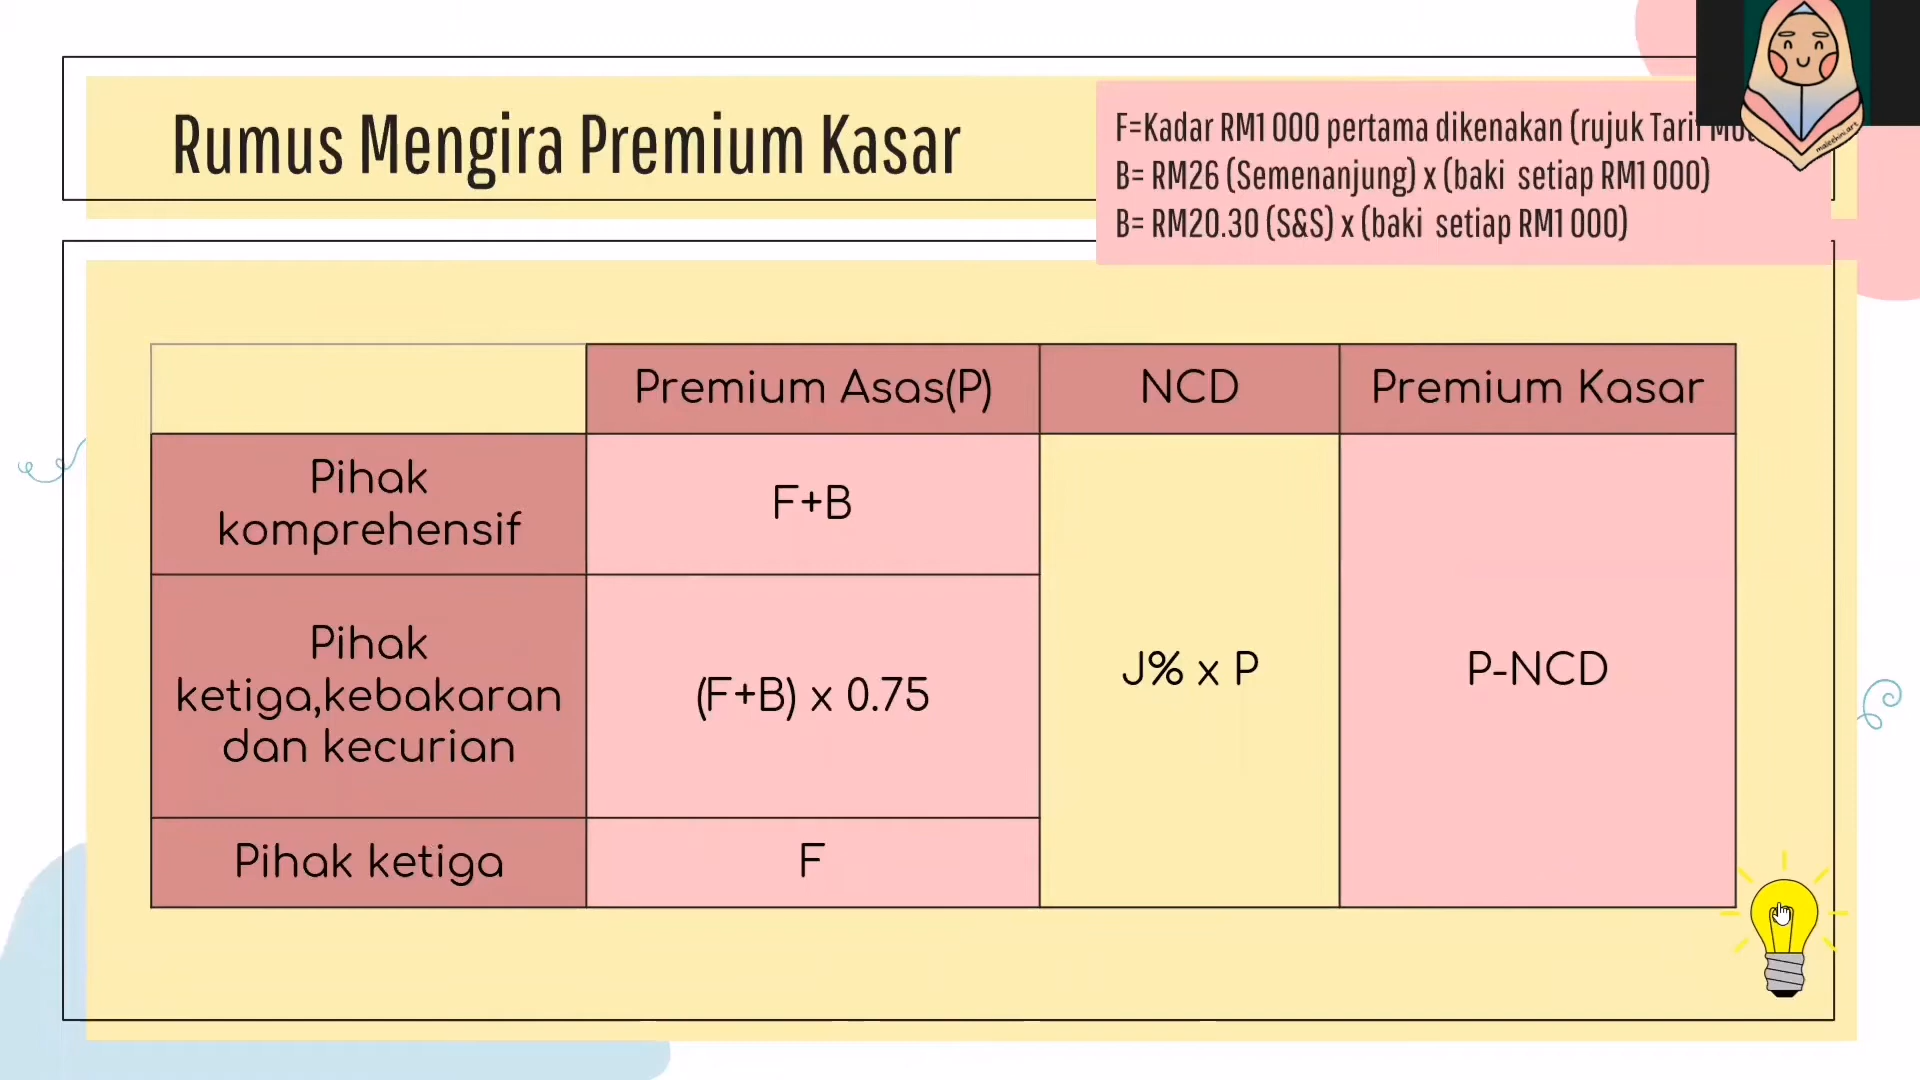 Rumus Mengira Premium Kasar
F=Kadar RM1 000 pertama dikenakan (rujuk Tarif
B= RM26 (Semenanjung) x (baki setiap RM1 000)
B= RM20.30 (S&S) x (baki setiap RM1 000)
Premium Asas(P)
NCD
Premium Kasar
Pihak
komprehensif
F+B
Pihak
ketiga,kebakaran
dan kecurian
(F+B) x 0.75
J% x P
P-NCD
Pihak ketiga
F